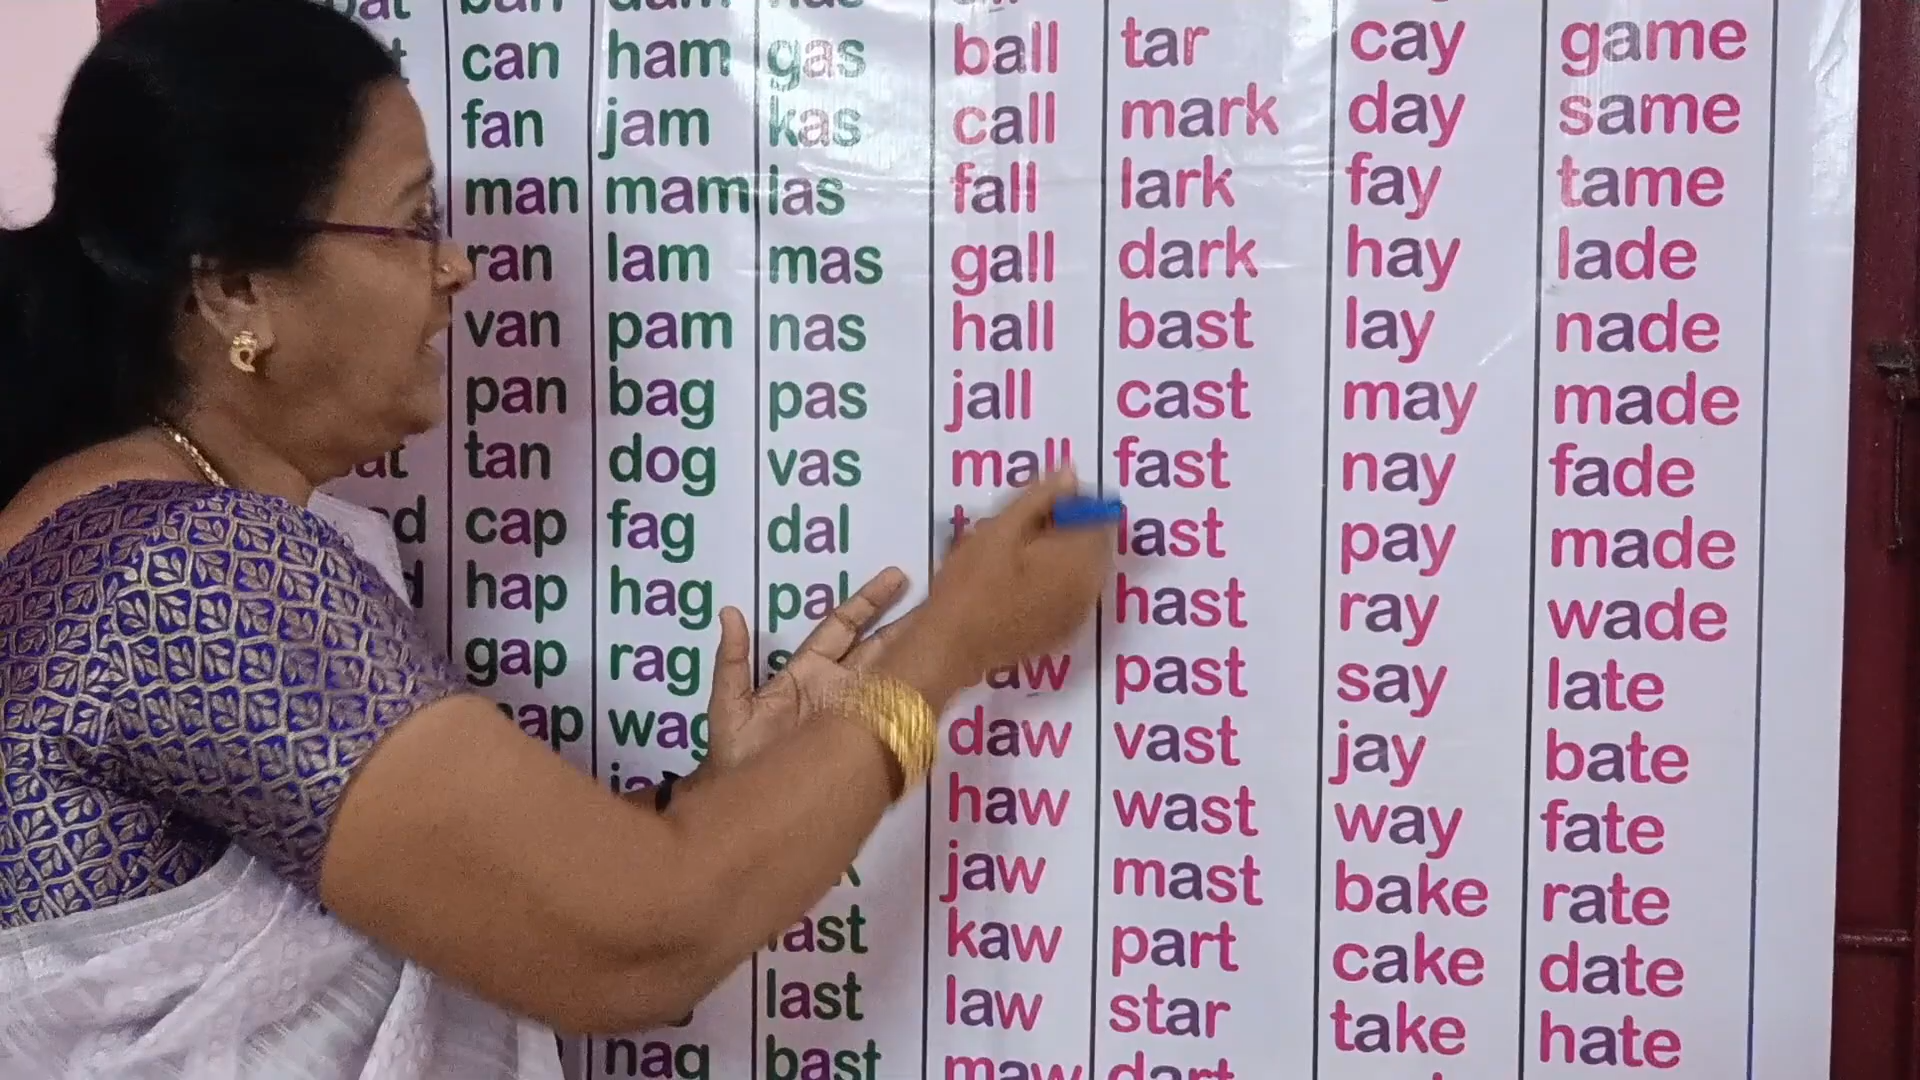 can ham gas ball tar cay game
fan jam kas call mark day same
man mam las fall lark fay tame
ran lam mas gall dark hay lade
van pam nas hall bast lay nade
pan bag pas jall cast may made
tan dog vas mall fast nay fade
cap fag dal last pay made
hap hag pal hast ray wade
gap rag past say late
wag daw vast jay bate
haw wast way fate
jaw mast bake rate
kaw part cake date
last law star take hate
nag bast maw dart